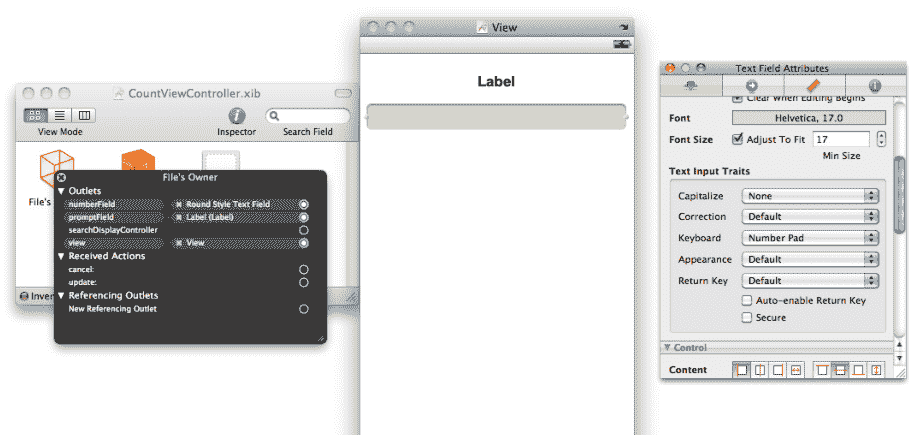 CountViewController.xib
View Mode
Inspector
Search Field
File's
File's Owner
Outlets
numberField
Round Style Text Field
promptField
Label (Label)
searchDisplayController
view
View
Received Actions
cancel:
update:
Referencing Outlets
New Referencing Outlet
Inver
View
Label
Text Field Attributes
Clear When Editing Begins
Font
Helvetica, 17.0
Font Size
Adjust To Fit
17
Min Size
Text Input Traits
Capitalize
None
Correction
Default
Keyboard
Number Pad
Appearance
Default
Return Key
Default
Auto-enable Return Key
Secure
Control
Content